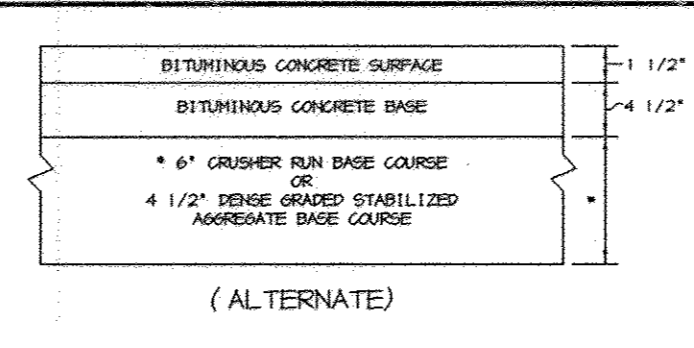 BITUMINOUS CONCRETE SURFACE
1 1/2"
BITUMINOUS CONCRETE BASE
4 1/2"
* 6" CRUSHER RUN BASE COURSE
OR
4 1/2" DENSE GRADED STABILIZED
AGGREGATE BASE COURSE
*
(ALTERNATE)